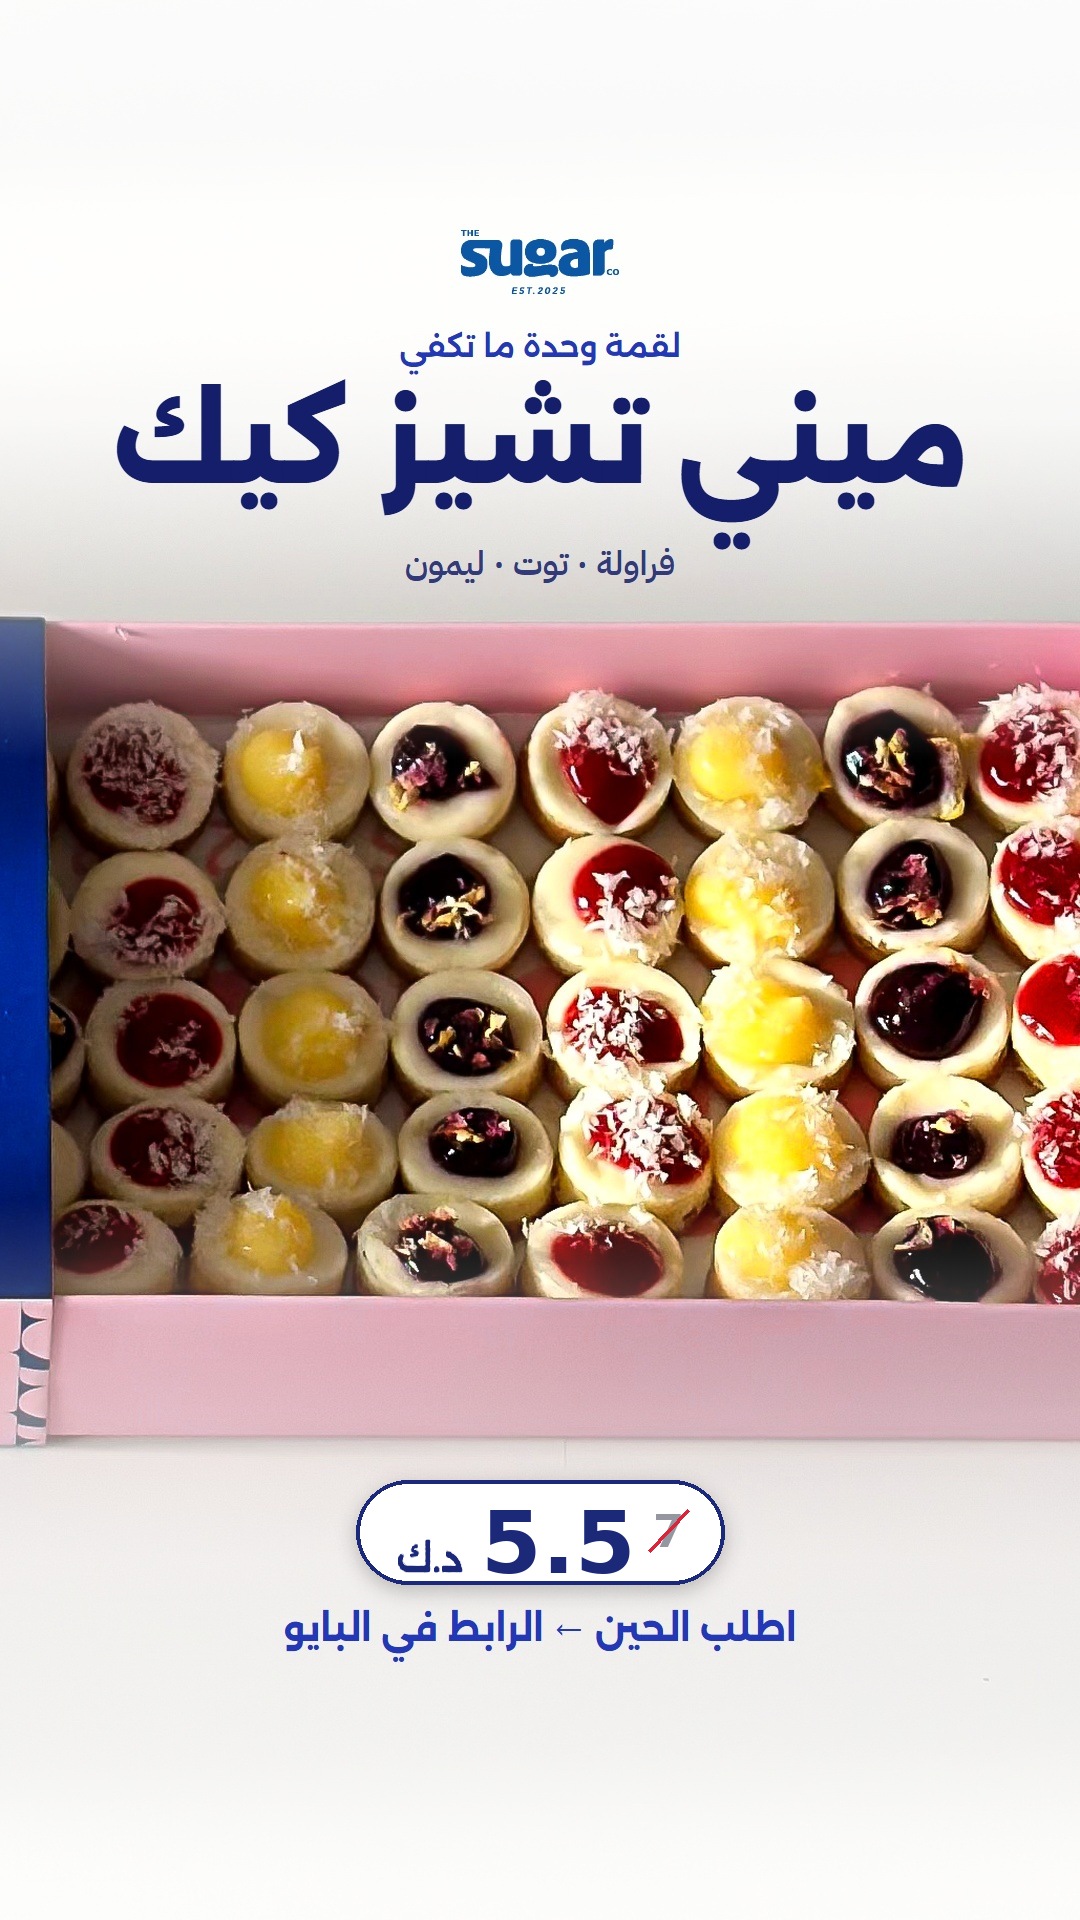 THE
sugar
co
EST.2025
لقمة وحدة ما تكفي
ميني تشيز كيك
فراولة · توت · ليمون
7 5.5 د.ك
اطلب الحين ← الرابط في البايو